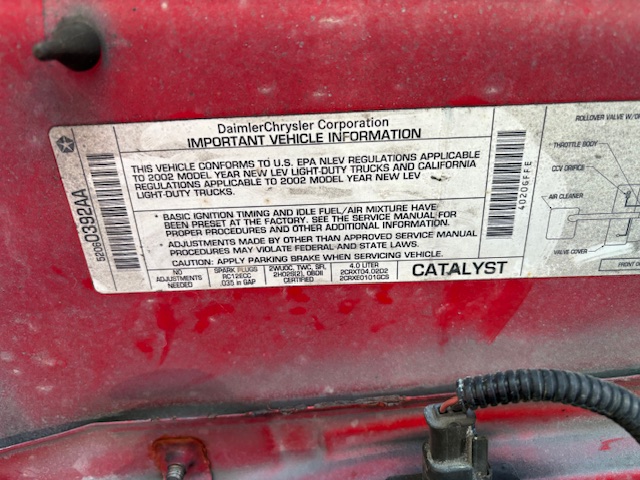 DaimlerChrysler Corporation
IMPORTANT VEHICLE INFORMATION
THIS VEHICLE CONFORMS TO U.S. EPA NLEV REGULATIONS APPLICABLE
TO 2002 MODEL YEAR NEW LEV LIGHT-DUTY TRUCKS AND CALIFORNIA
REGULATIONS APPLICABLE TO 2002 MODEL YEAR NEW LEV
LIGHT-DUTY TRUCKS.
• BASIC IGNITION TIMING AND IDLE FUEL/AIR MIXTURE HAVE
BEEN PRESET AT THE FACTORY. SEE THE SERVICE MANUAL FOR
PROPER PROCEDURES AND OTHER ADDITIONAL INFORMATION.
• ADJUSTMENTS MADE BY OTHER THAN APPROVED SERVICE MANUAL
PROCEDURES MAY VIOLATE FEDERAL AND STATE LAWS.
CAUTION: APPLY PARKING BRAKE WHEN SERVICING VEHICLE.
NO
ADJUSTMENTS
NEEDED
SPARK PLUGS
RC12ECC
.035 in GAP
2WUOC, TWC, SFI,
2HO2S(2), OBDII
CERTIFIED
4.0 LITER
2CRXT04.02D2
2CRXE0101GCS
CATALYST
5206D392AA
4020GFFE
ROLLOVER VALVE W/
THROTTLE BODY
CCV ORIFICE
AIR CLEANER
VALVE COVER